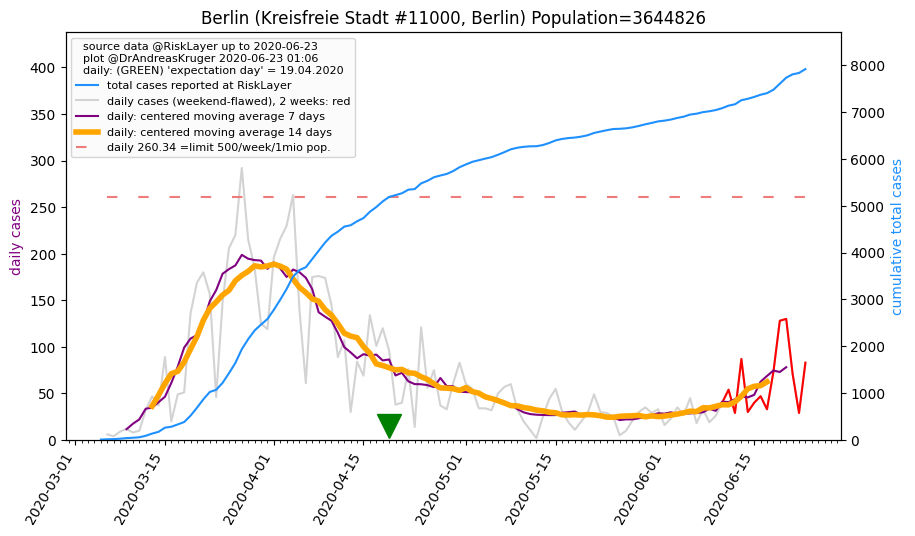 Berlin (Kreisfreie Stadt #11000, Berlin) Population=3644826
source data @RiskLayer up to 2020-06-23
plot @DrAndreasKruger 2020-06-23 01:06
daily: (GREEN) 'expectation day' = 19.04.2020
total cases reported at RiskLayer
daily cases (weekend-flawed), 2 weeks: red
daily: centered moving average 7 days
daily: centered moving average 14 days
daily 260.34 =limit 500/week/1mio pop.
daily cases
400
350
300
250
200
150
100
50
0
cumulative total cases
8000
7000
6000
5000
4000
3000
2000
1000
0
2020-03-01
2020-03-15
2020-04-01
2020-04-15
2020-05-01
2020-05-15
2020-06-01
2020-06-15